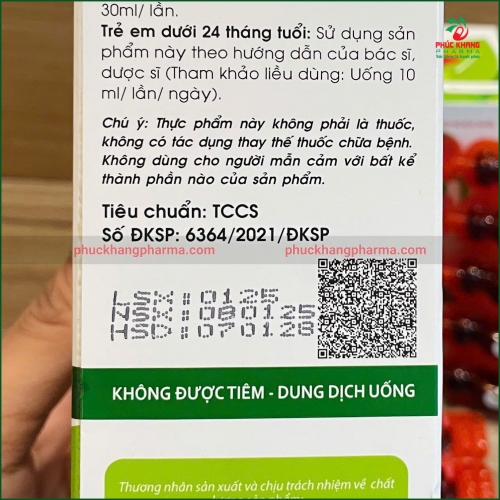 30ml/ lần.
Trẻ em dưới 24 tháng tuổi: Sử dụng sản
phẩm này theo hướng dẫn của bác sĩ,
dược sĩ (Tham khảo liều dùng: Uống 10
ml/ lần/ ngày).
Chú ý: Thực phẩm này không phải là thuốc,
không có tác dụng thay thế thuốc chữa bệnh.
Không dùng cho người mẫn cảm với bất kể
thành phần nào của sản phẩm.
Tiêu chuẩn: TCCS
Số ĐKSP: 6364/2021/ĐKSP
phuckhangpharma.com
phuckhangpharma.com
phuckhangpharma.com
LSX:0125
NSX:080125
HSD:070128
KHÔNG ĐƯỢC TIÊM - DUNG DỊCH UỐNG
Thương nhân sản xuất và chịu trách nhiệm về chất
PHÚC KHANG
PHARMA